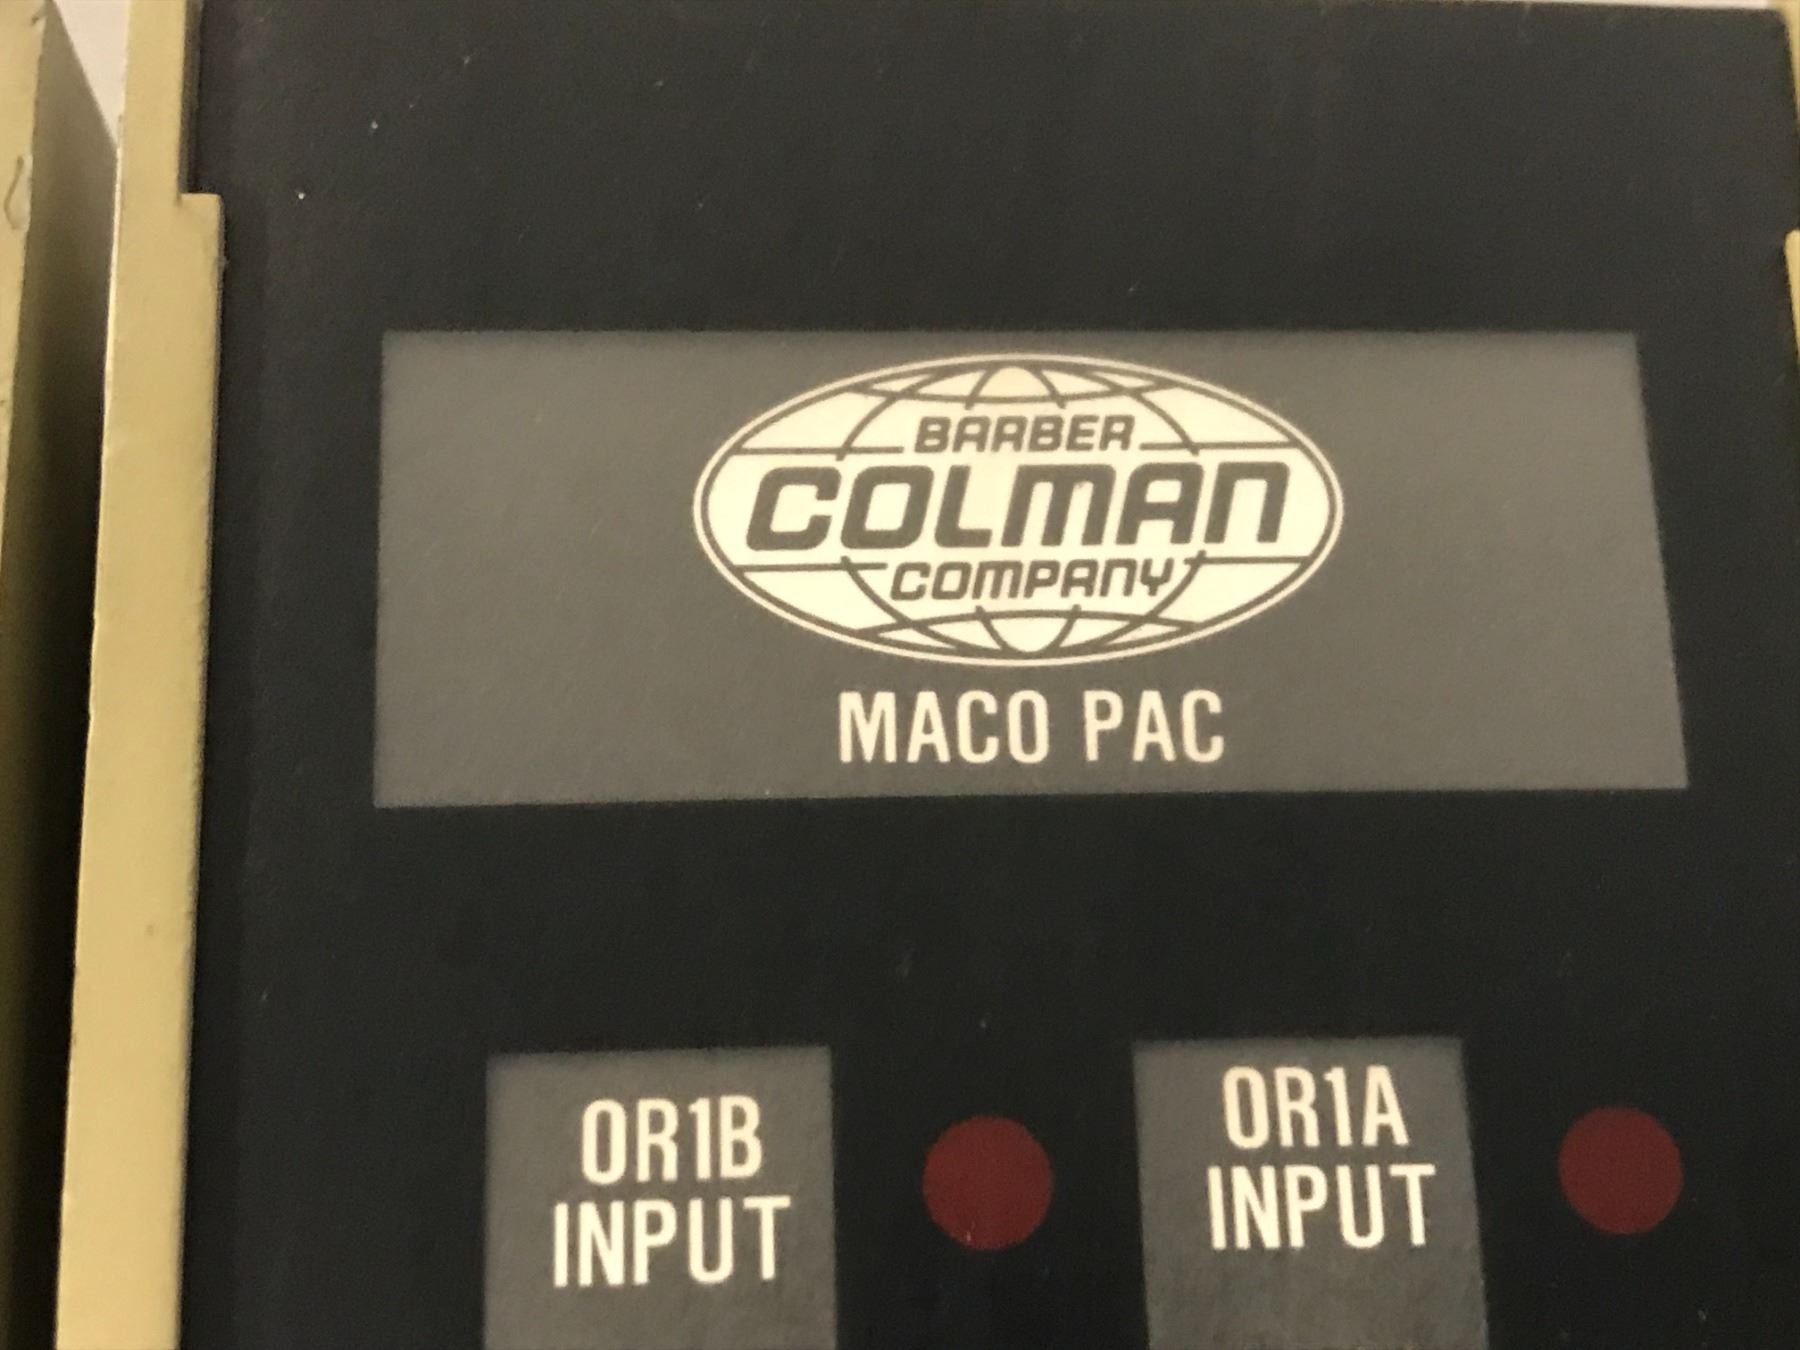 BARBER
COLMAN
COMPANY
MACO PAC
OR1B
INPUT
OR1A
INPUT